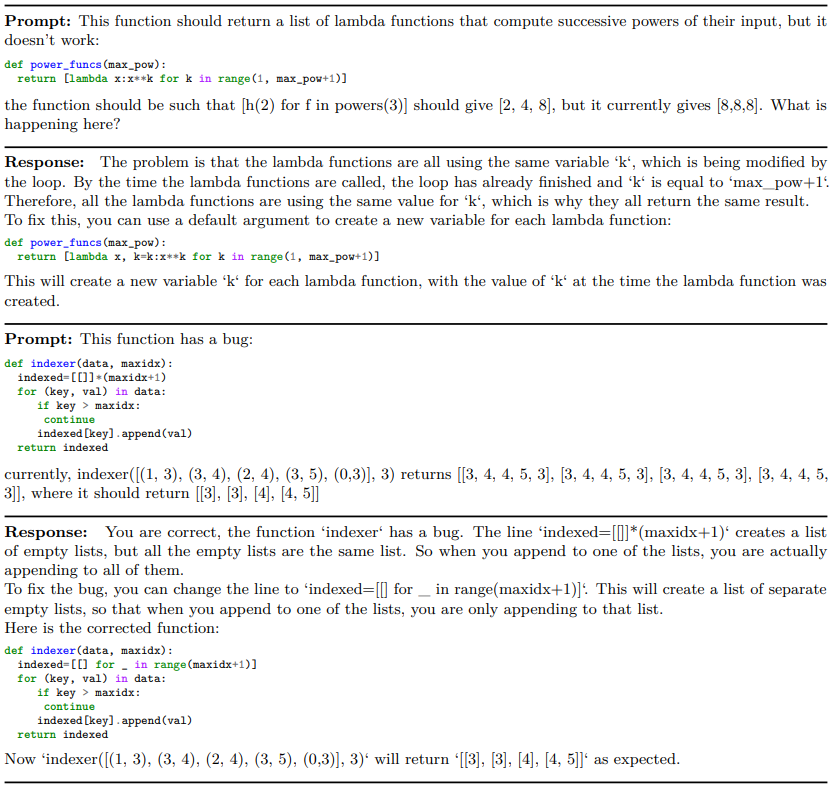 Prompt: This function should return a list of lambda functions that compute successive powers of their input, but it
doesn't work:
def power_funcs(max_pow):
  return [lambda x:x**k for k in range(1, max_pow+1)]
the function should be such that [h(2) for f in powers(3)] should give [2, 4, 8], but it currently gives [8,8,8]. What is
happening here?
Response: The problem is that the lambda functions are all using the same variable ‘k‘, which is being modified by
the loop. By the time the lambda functions are called, the loop has already finished and ‘k‘ is equal to ‘max_pow+1‘.
Therefore, all the lambda functions are using the same value for ‘k‘, which is why they all return the same result.
To fix this, you can use a default argument to create a new variable for each lambda function:
def power_funcs(max_pow):
  return [lambda x, k=k:x**k for k in range(1, max_pow+1)]
This will create a new variable ‘k‘ for each lambda function, with the value of ‘k‘ at the time the lambda function was
created.
Prompt: This function has a bug:
def indexer(data, maxidx):
  indexed=[[]]*(maxidx+1)
  for (key, val) in data:
     if key > maxidx:
      continue
     indexed[key].append(val)
  return indexed
currently, indexer([(1, 3), (3, 4), (2, 4), (3, 5), (0,3)], 3) returns [[3, 4, 4, 5, 3], [3, 4, 4, 5, 3], [3, 4, 4, 5, 3], [3, 4, 4, 5,
3]], where it should return [[3], [3], [4], [4, 5]]
Response: You are correct, the function ‘indexer‘ has a bug. The line ‘indexed=[[]]*(maxidx+1)‘ creates a list
of empty lists, but all the empty lists are the same list. So when you append to one of the lists, you are actually
appending to all of them.
To fix the bug, you can change the line to ‘indexed=[[] for _ in range(maxidx+1)]‘. This will create a list of separate
empty lists, so that when you append to one of the lists, you are only appending to that list.
Here is the corrected function:
def indexer(data, maxidx):
  indexed=[[] for _ in range(maxidx+1)]
  for (key, val) in data:
     if key > maxidx:
      continue
     indexed[key].append(val)
  return indexed
Now ‘indexer([(1, 3), (3, 4), (2, 4), (3, 5), (0,3)], 3)‘ will return ‘[[3], [3], [4], [4, 5]]‘ as expected.